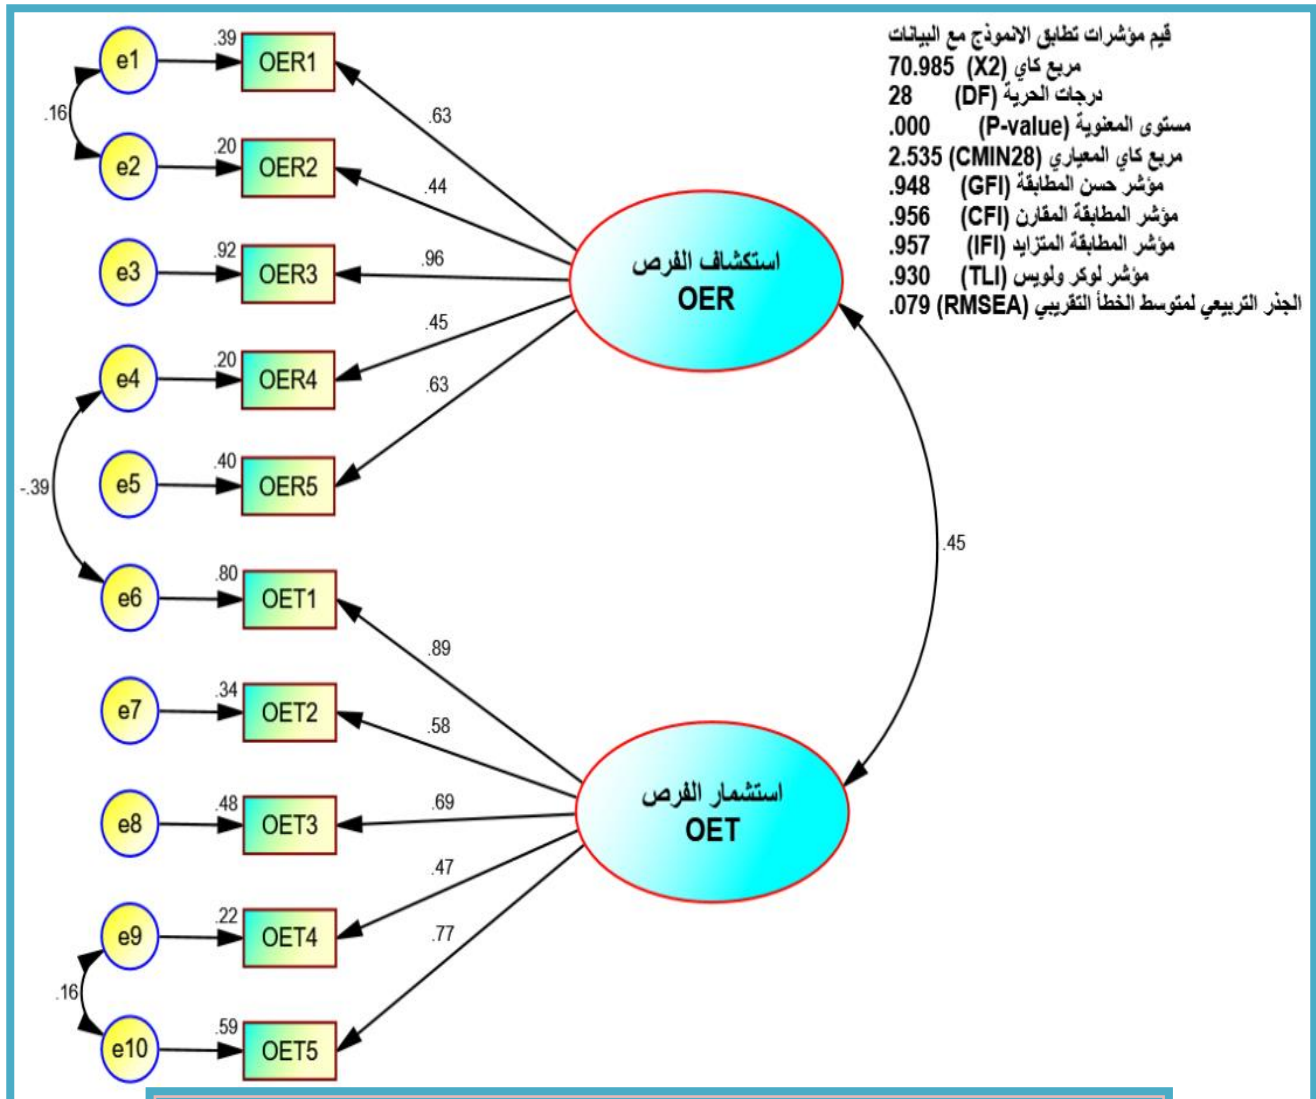 قيم مؤشرات تطابق الانموذج مع البيانات
مربع كاي (X2) 70.985
درجات الحرية (DF) 28
مستوى المعنوية (P-value) .000
مربع كاي المعياري (CMIN28) 2.535
مؤشر حسن المطابقة (GFI) .948
مؤشر المطابقة المقارن (CFI) .956
مؤشر المطابقة المتزايد (IFI) .957
مؤشر لوكر ولويس (TLI) .930
الجذر التربيعي لمتوسط الخطأ التقريبي (RMSEA) .079
e1
.39
OER1
.63
.16
e2
.20
OER2
.44
e3
.92
OER3
.96
استكشاف الفرص
OER
e4
.20
OER4
.45
-.39
e5
.40
OER5
.63
.45
e6
.80
OET1
.89
e7
.34
OET2
.58
e8
.48
OET3
.69
استشمار الفرص
OET
e9
.22
OET4
.47
.16
e10
.59
OET5
.77